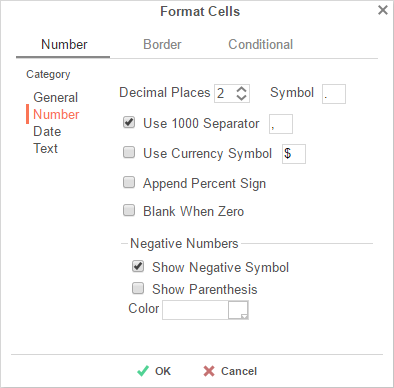 Format Cells
Number Border Conditional
Category
General
Number
Date
Text
Decimal Places 2 Symbol .
Use 1000 Separator ,
Use Currency Symbol $
Append Percent Sign
Blank When Zero
Negative Numbers
Show Negative Symbol
Show Parenthesis
Color
OK Cancel